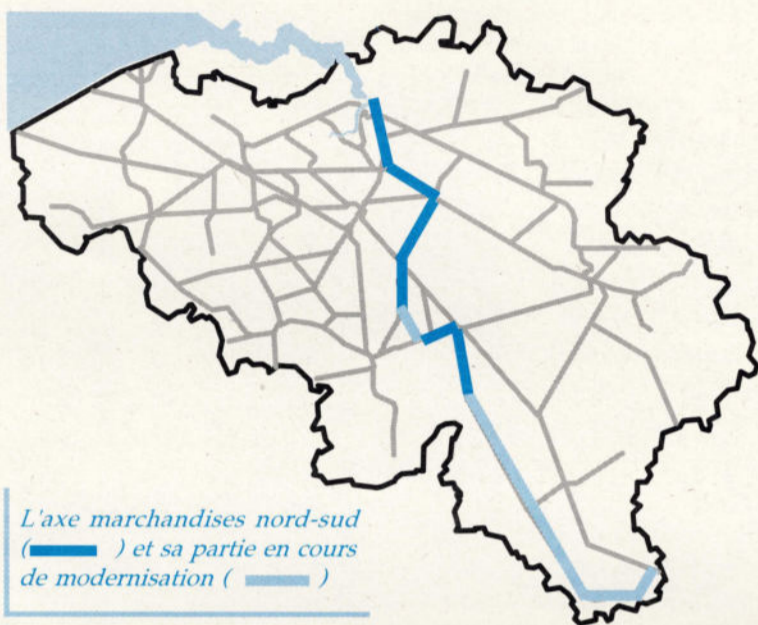 L'axe marchandises nord-sud
( ) et sa partie en cours
de modernisation ( )